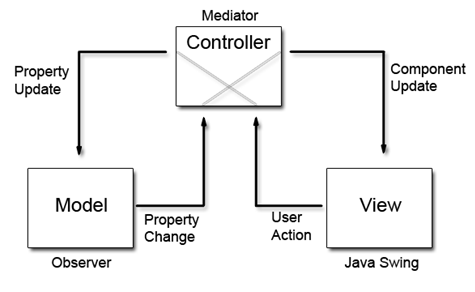 Mediator
Controller
Property
Update
Component
Update
Model
Property
Change
User
Action
View
Observer
Java Swing